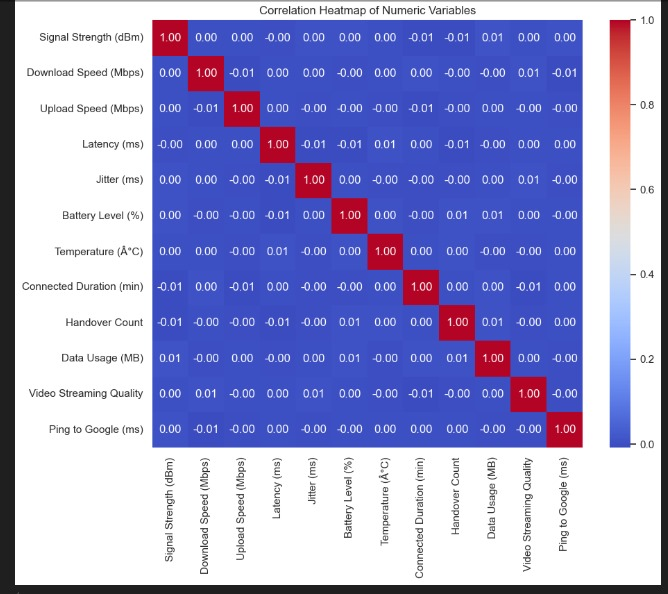 Correlation Heatmap of Numeric Variables
Signal Strength (dBm) 1.00 0.00 0.00 -0.00 0.00 0.00 0.00 -0.01 -0.01 0.01 0.00 0.00 1.0
Download Speed (Mbps) 0.00 1.00 -0.01 0.00 0.00 -0.00 0.00 0.00 -0.00 -0.00 0.01 -0.01
Upload Speed (Mbps) 0.00 -0.01 1.00 0.00 -0.00 -0.00 -0.00 -0.01 -0.00 0.00 -0.00 0.00
0.8
Latency (ms) -0.00 0.00 0.00 1.00 -0.01 -0.01 0.01 0.00 -0.01 -0.00 0.00 0.00
Jitter (ms) 0.00 0.00 -0.00 -0.01 1.00 0.00 -0.00 0.00 -0.00 0.00 0.01 -0.00
0.6
Battery Level (%) 0.00 -0.00 -0.00 -0.01 0.00 1.00 0.00 -0.00 0.01 0.01 0.00 -0.00
Temperature (Å°C) 0.00 0.00 -0.00 0.01 -0.00 0.00 1.00 0.00 0.00 -0.00 -0.00 0.00
0.4
Connected Duration (min) -0.01 0.00 -0.01 0.00 0.00 -0.00 0.00 1.00 0.00 0.00 -0.01 0.00
Handover Count -0.01 -0.00 -0.00 -0.01 -0.00 0.01 0.00 0.00 1.00 0.01 -0.00 0.00
0.2
Data Usage (MB) 0.01 -0.00 0.00 -0.00 0.00 0.01 -0.00 0.00 0.01 1.00 0.00 -0.00
Video Streaming Quality 0.00 0.01 -0.00 0.00 0.01 0.00 -0.00 -0.01 -0.00 0.00 1.00 -0.00
Ping to Google (ms) 0.00 -0.01 0.00 0.00 -0.00 -0.00 0.00 0.00 0.00 -0.00 -0.00 1.00
0.0
Signal Strength (dBm)
Download Speed (Mbps)
Upload Speed (Mbps)
Latency (ms)
Jitter (ms)
Battery Level (%)
Temperature (Å°C)
Connected Duration (min)
Handover Count
Data Usage (MB)
Video Streaming Quality
Ping to Google (ms)